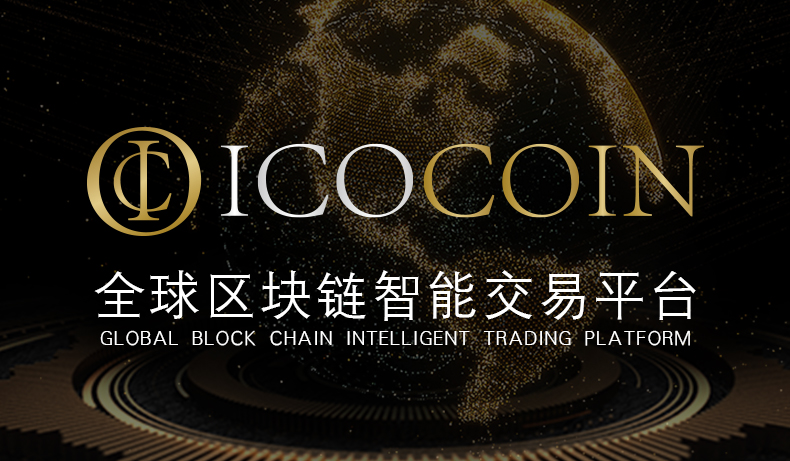 ICOCOIN
全球区块链智能交易平台
GLOBAL BLOCK CHAIN INTELLIGENT TRADING PLATFORM